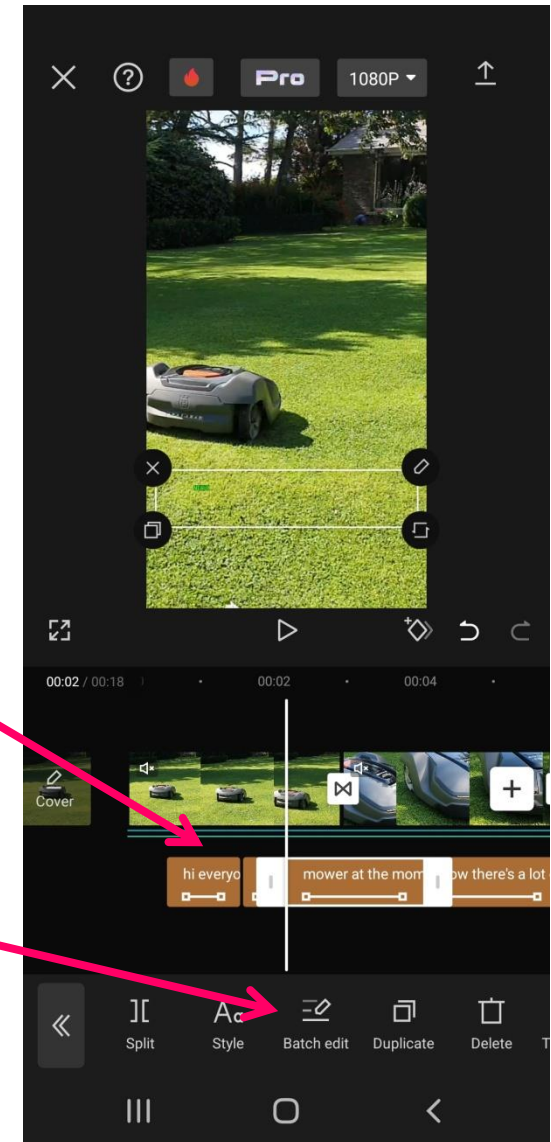 Pro 1080P
00:02 / 00:18 00:02 00:04
Cover
hi everyo mower at the mom ow there's a lot
Split Style Batch edit Duplicate Delete T